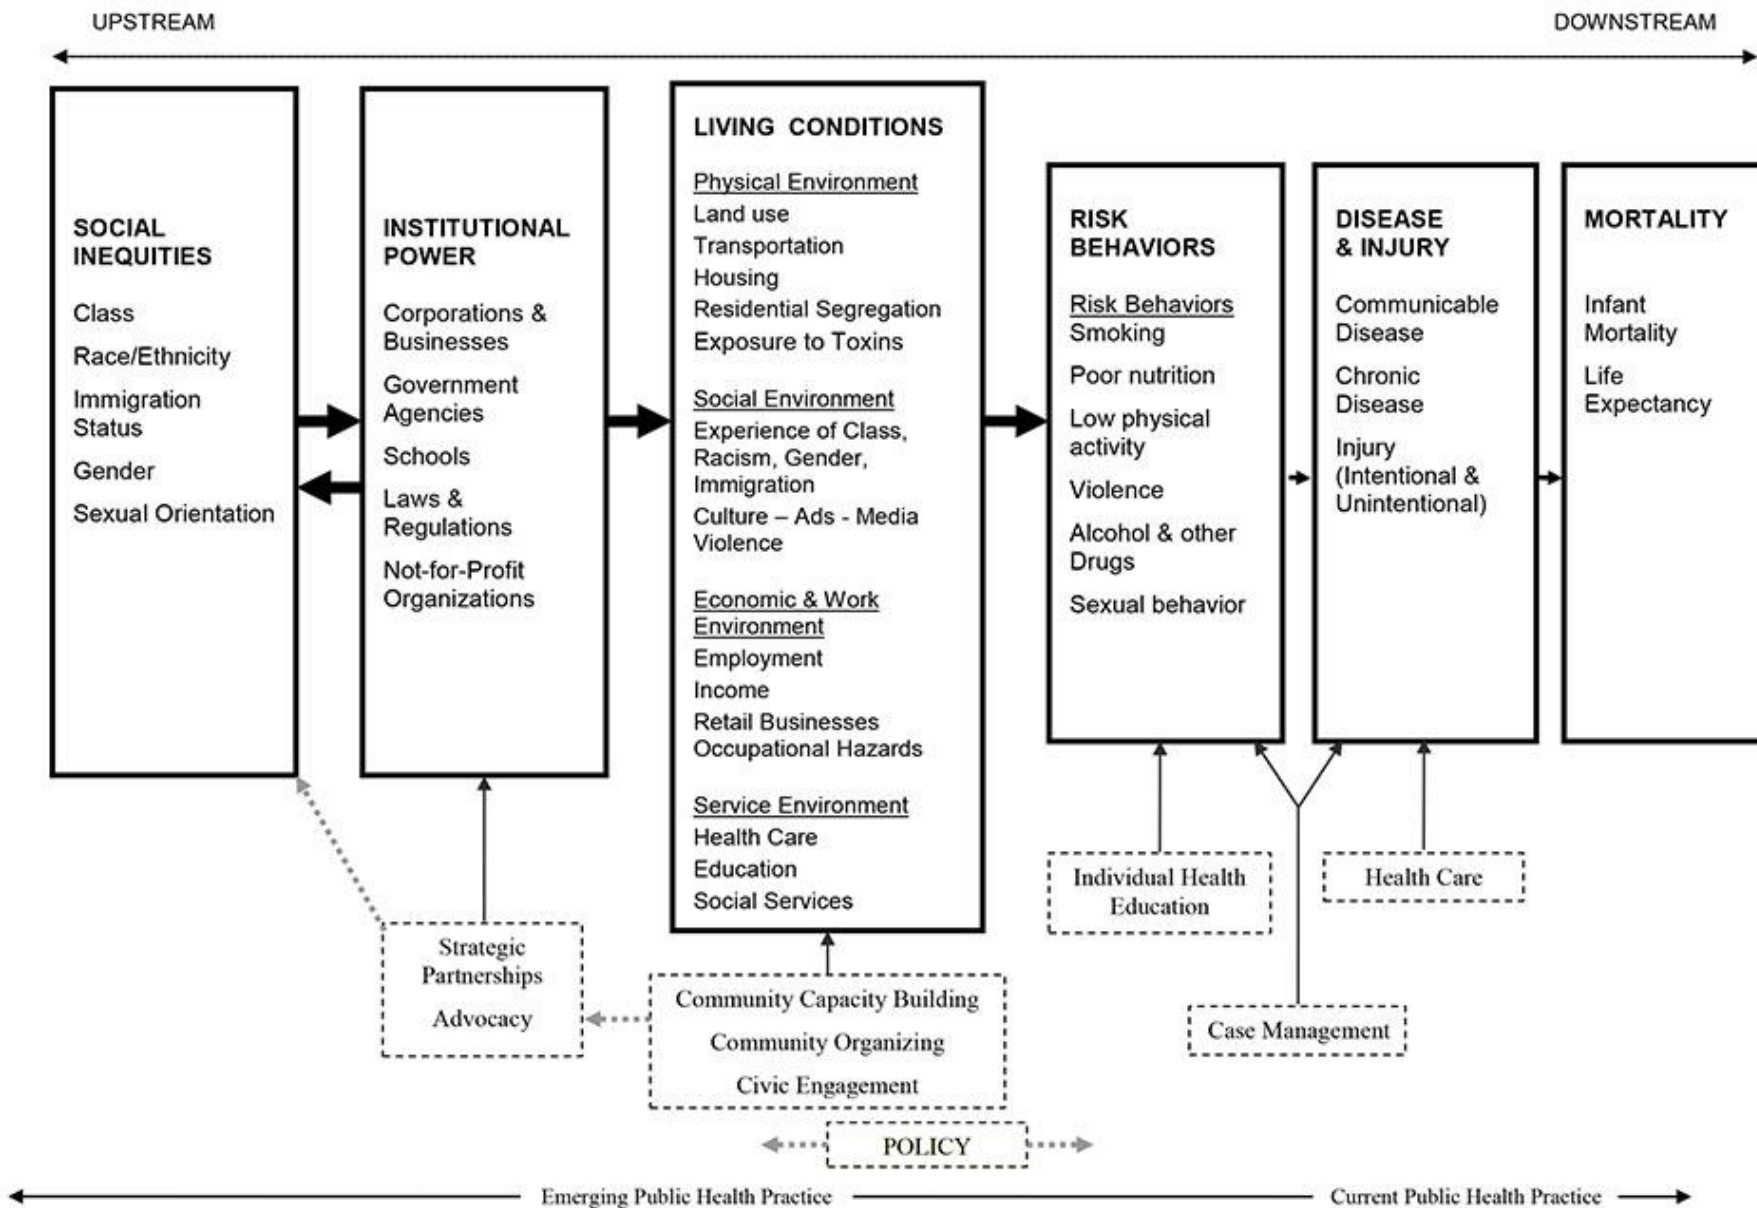 UPSTREAM
DOWNSTREAM
SOCIAL
INEQUITIES
Class
Race/Ethnicity
Immigration
Status
Gender
Sexual Orientation
INSTITUTIONAL
POWER
Corporations &
Businesses
Government
Agencies
Schools
Laws &
Regulations
Not-for-Profit
Organizations
LIVING CONDITIONS
Physical Environment
Land use
Transportation
Housing
Residential Segregation
Exposure to Toxins
Social Environment
Experience of Class,
Racism, Gender,
Immigration
Culture – Ads - Media
Violence
Economic & Work
Environment
Employment
Income
Retail Businesses
Occupational Hazards
Service Environment
Health Care
Education
Social Services
RISK
BEHAVIORS
Risk Behaviors
Smoking
Poor nutrition
Low physical
activity
Violence
Alcohol & other
Drugs
Sexual behavior
DISEASE
& INJURY
Communicable
Disease
Chronic
Disease
Injury
(Intentional &
Unintentional)
MORTALITY
Infant
Mortality
Life
Expectancy
Strategic
Partnerships
Advocacy
Community Capacity Building
Community Organizing
Civic Engagement
Individual Health
Education
Health Care
Case Management
POLICY
Emerging Public Health Practice
Current Public Health Practice